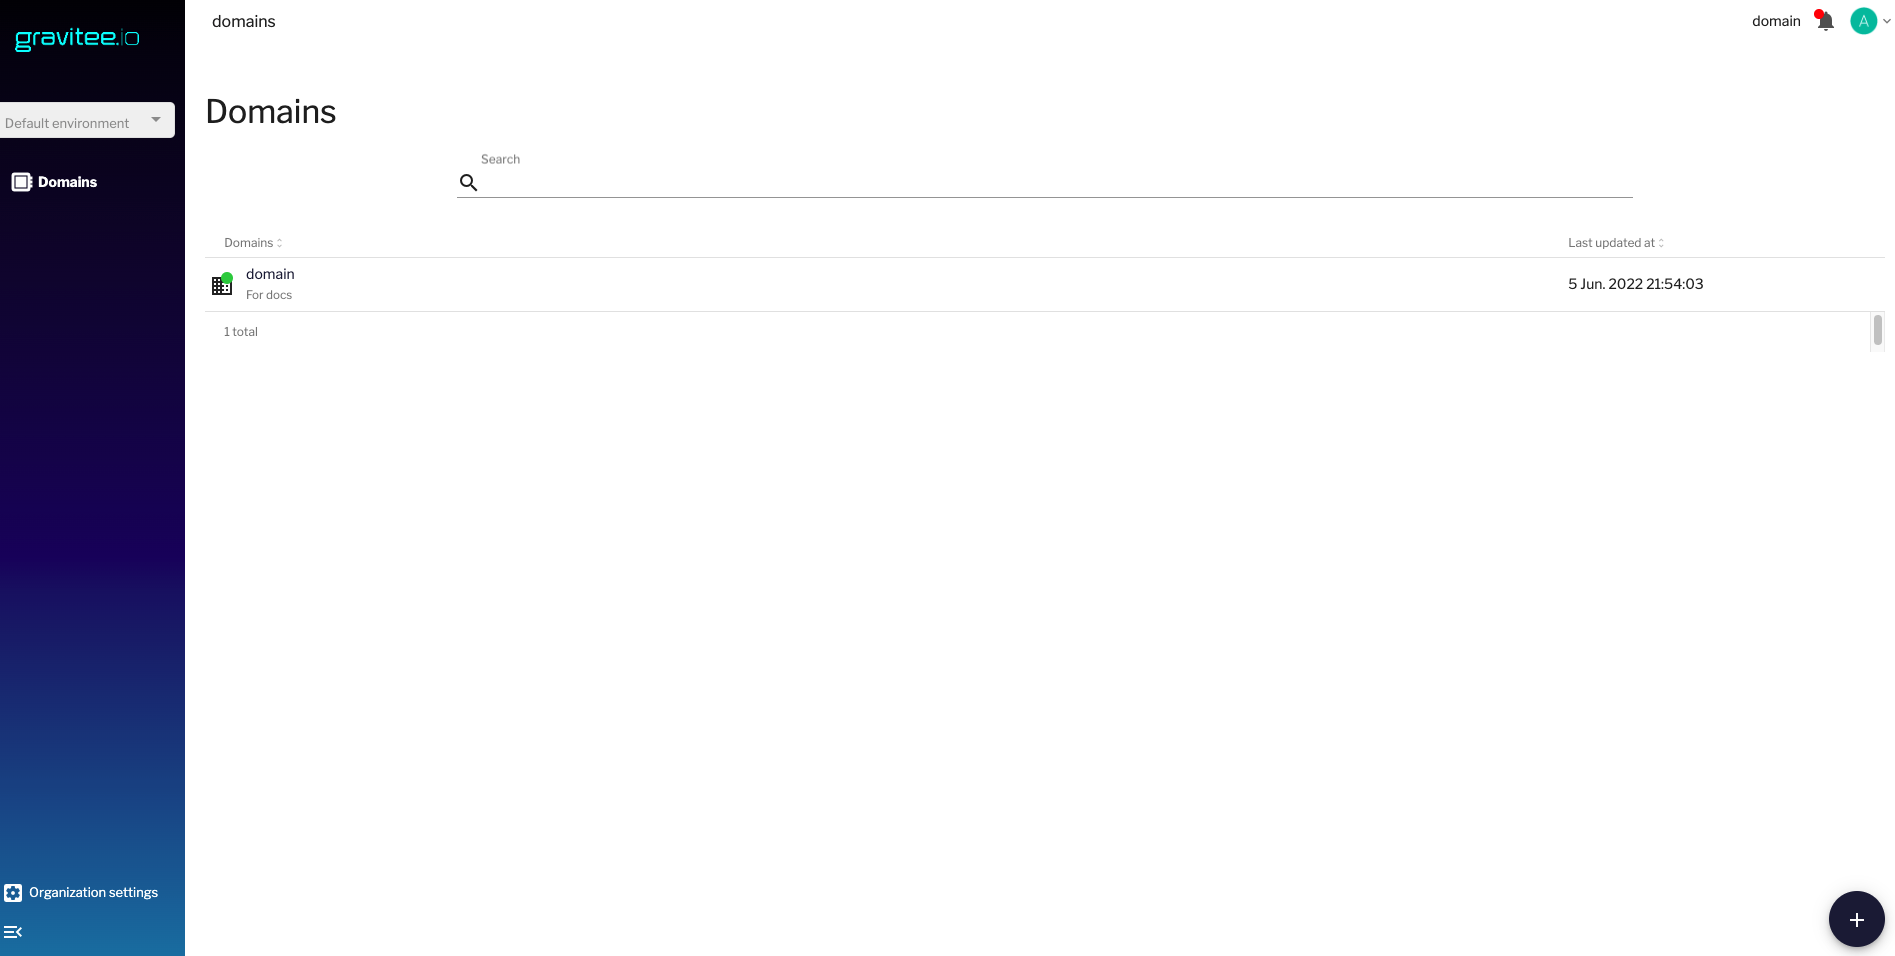 gravitee.io
domains
domain
A
Default environment
Domains
Domains
Search
Domains
Last updated at
domain
For docs
5 Jun. 2022 21:54:03
1 total
Organization settings